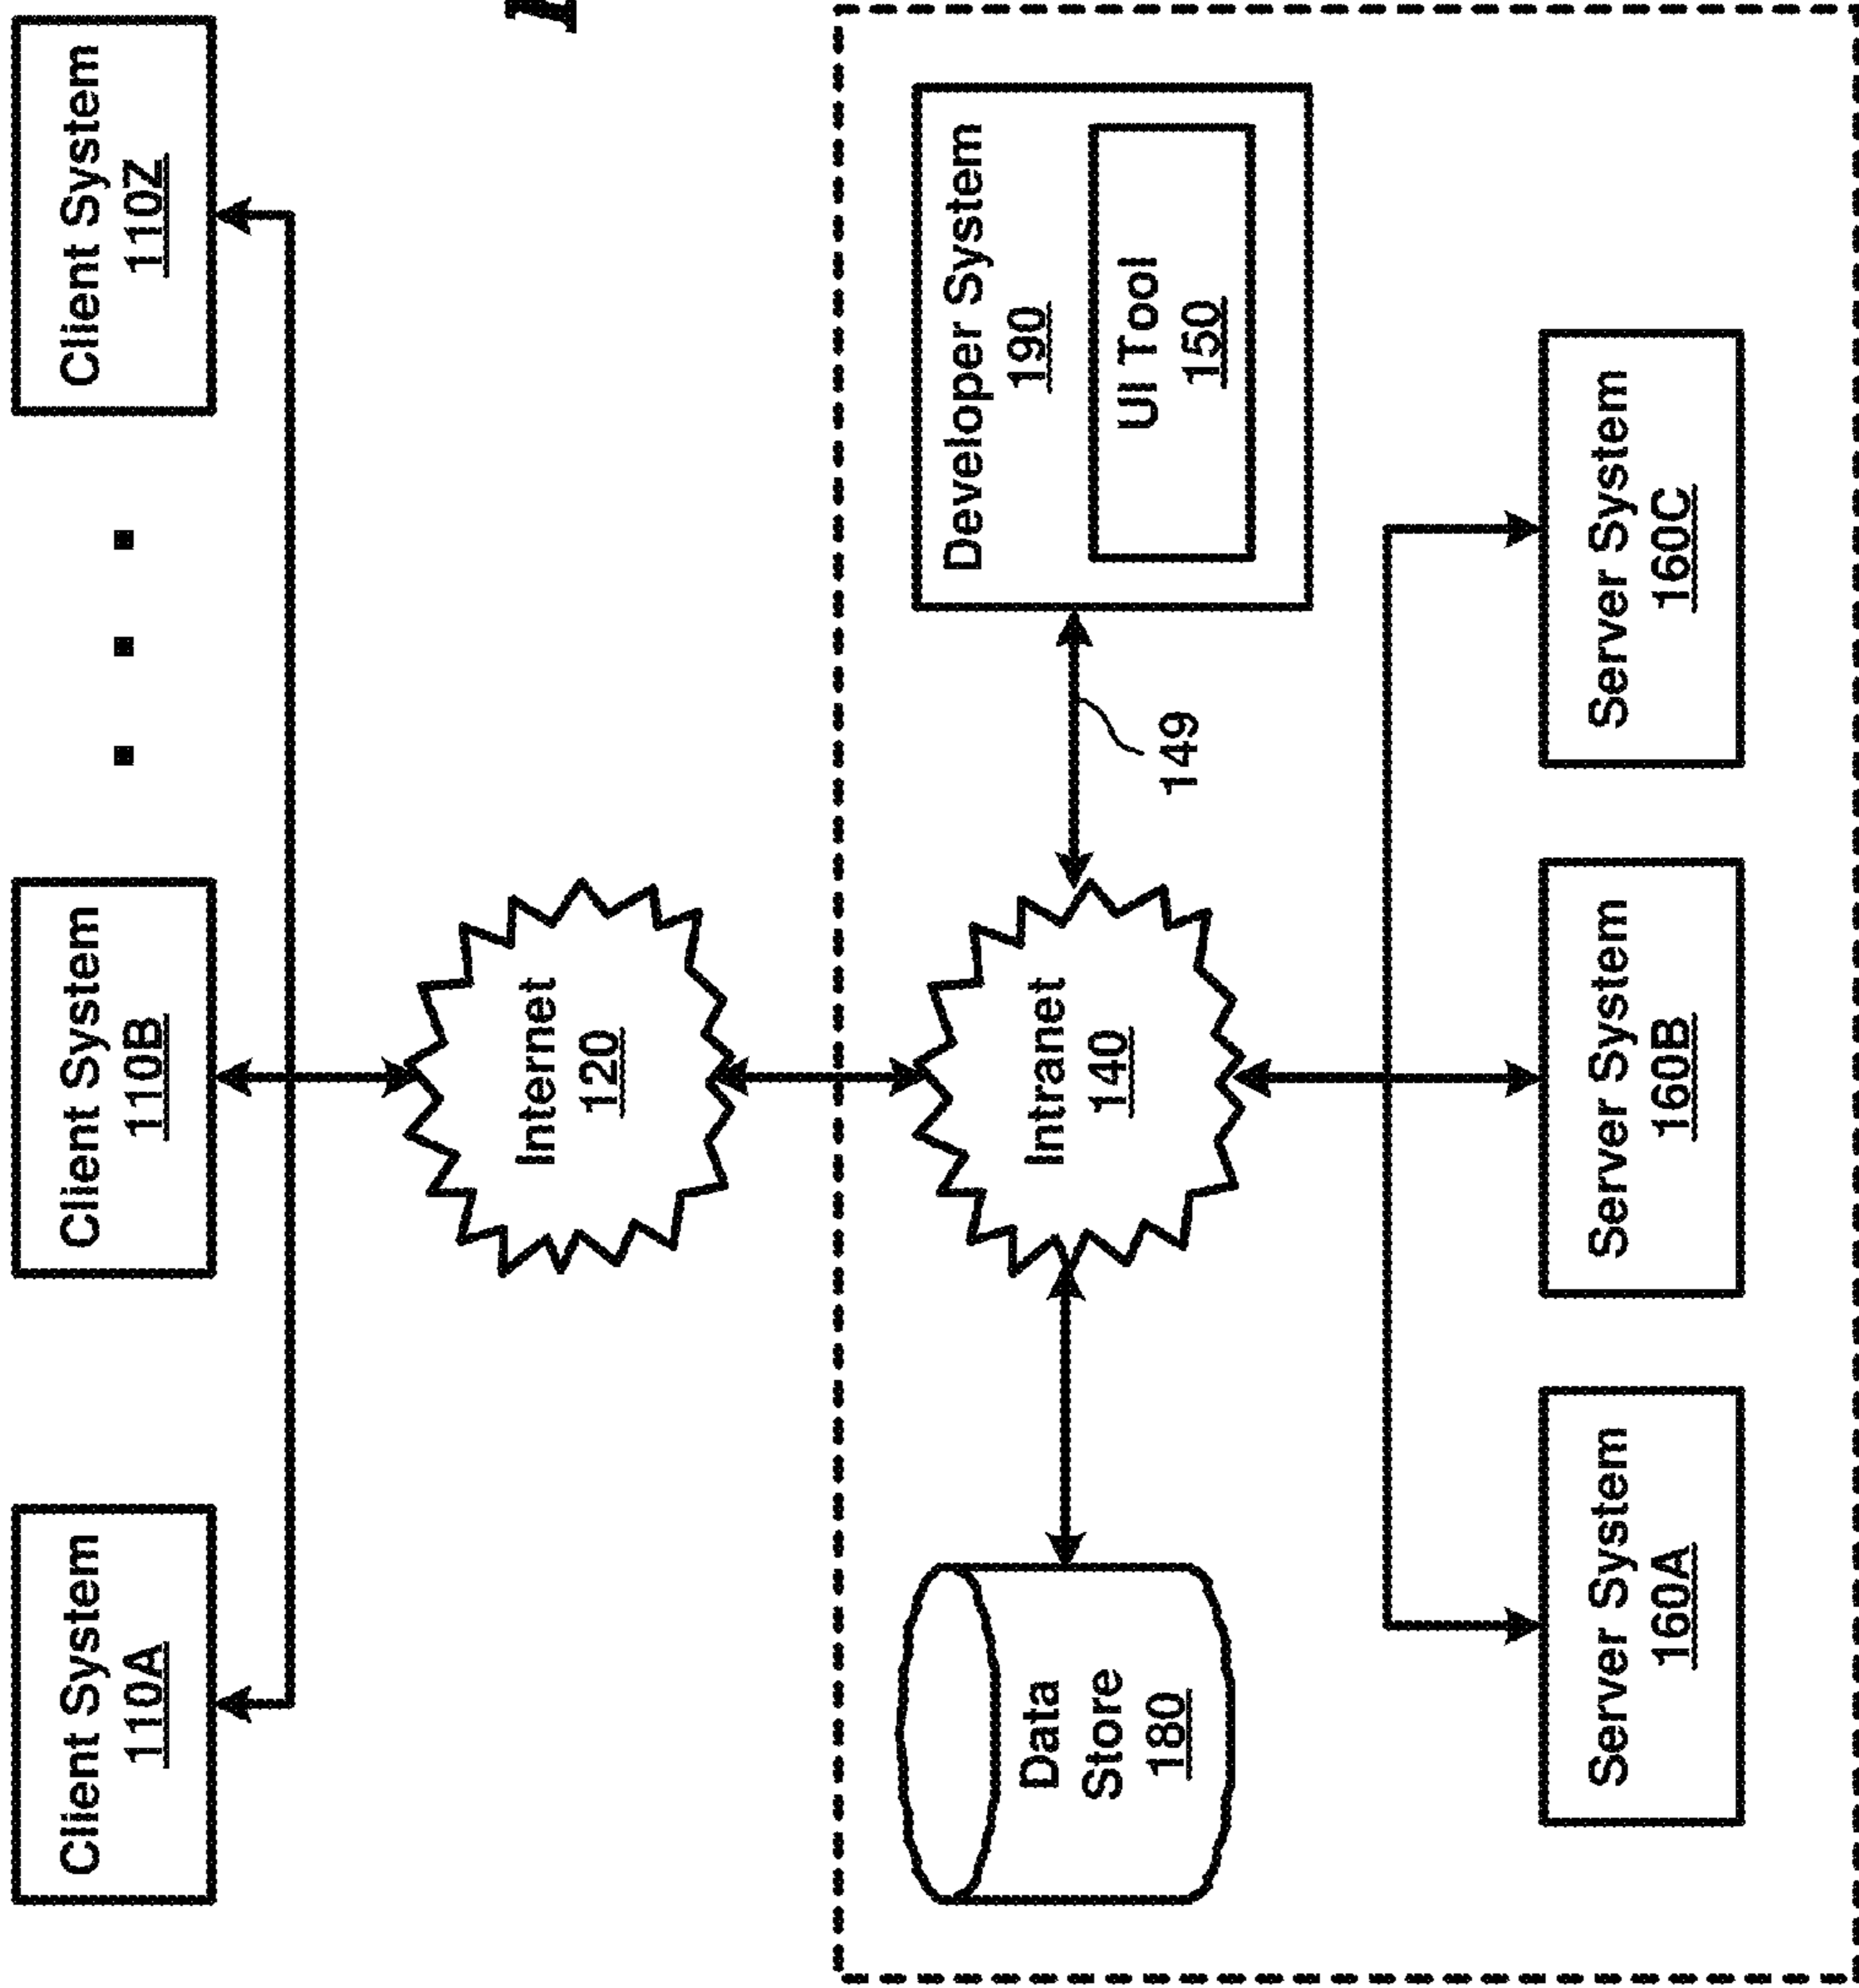 Client System
110A
Client System
110B
Client System
110Z
Internet
120
Data
Store
180
Intranet
140
149
Developer System
190
UI Tool
150
Server System
160A
Server System
160B
Server System
160C